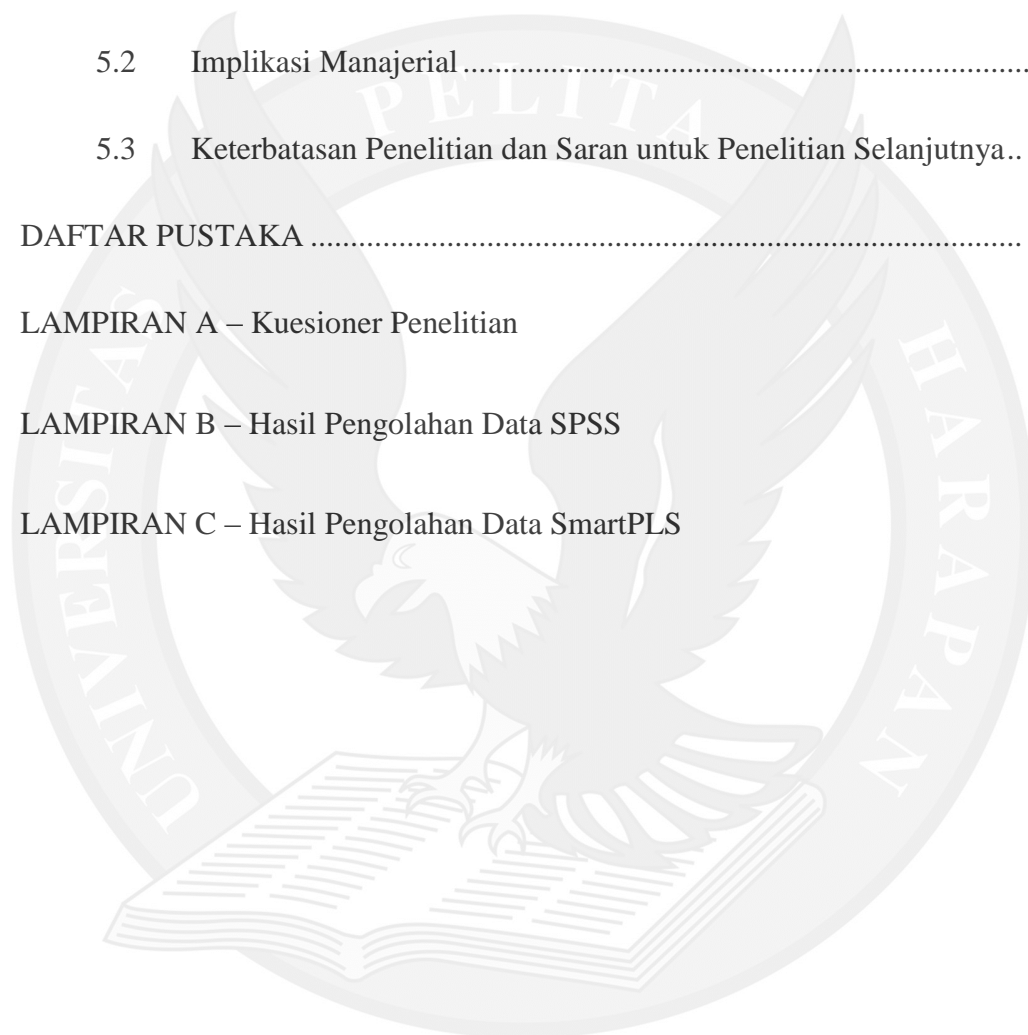 5.2 Implikasi Manajerial ......................................................................
5.3 Keterbatasan Penelitian dan Saran untuk Penelitian Selanjutnya..
DAFTAR PUSTAKA ...............................................................................
LAMPIRAN A – Kuesioner Penelitian
LAMPIRAN B – Hasil Pengolahan Data SPSS
LAMPIRAN C – Hasil Pengolahan Data SmartPLS
UNIVERSITAS PELITA HARAPAN